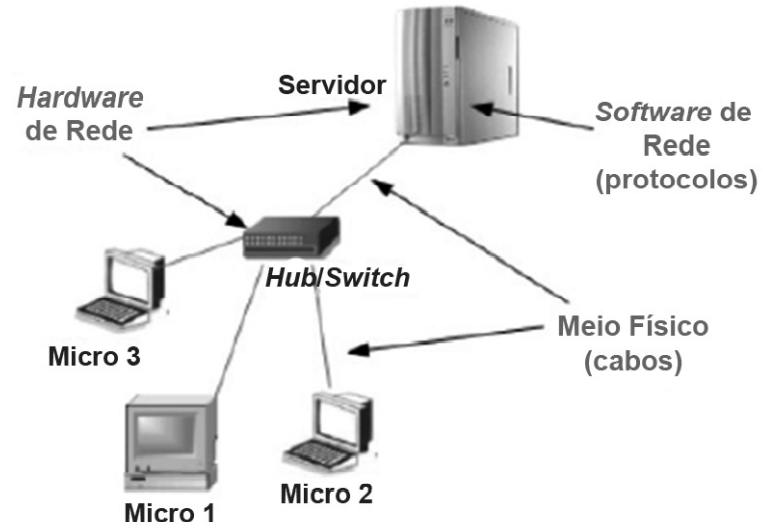 Servidor
Hardware
de Rede
Software de
Rede
(protocolos)
Hub/Switch
Micro 3
Meio Físico
(cabos)
Micro 2
Micro 1